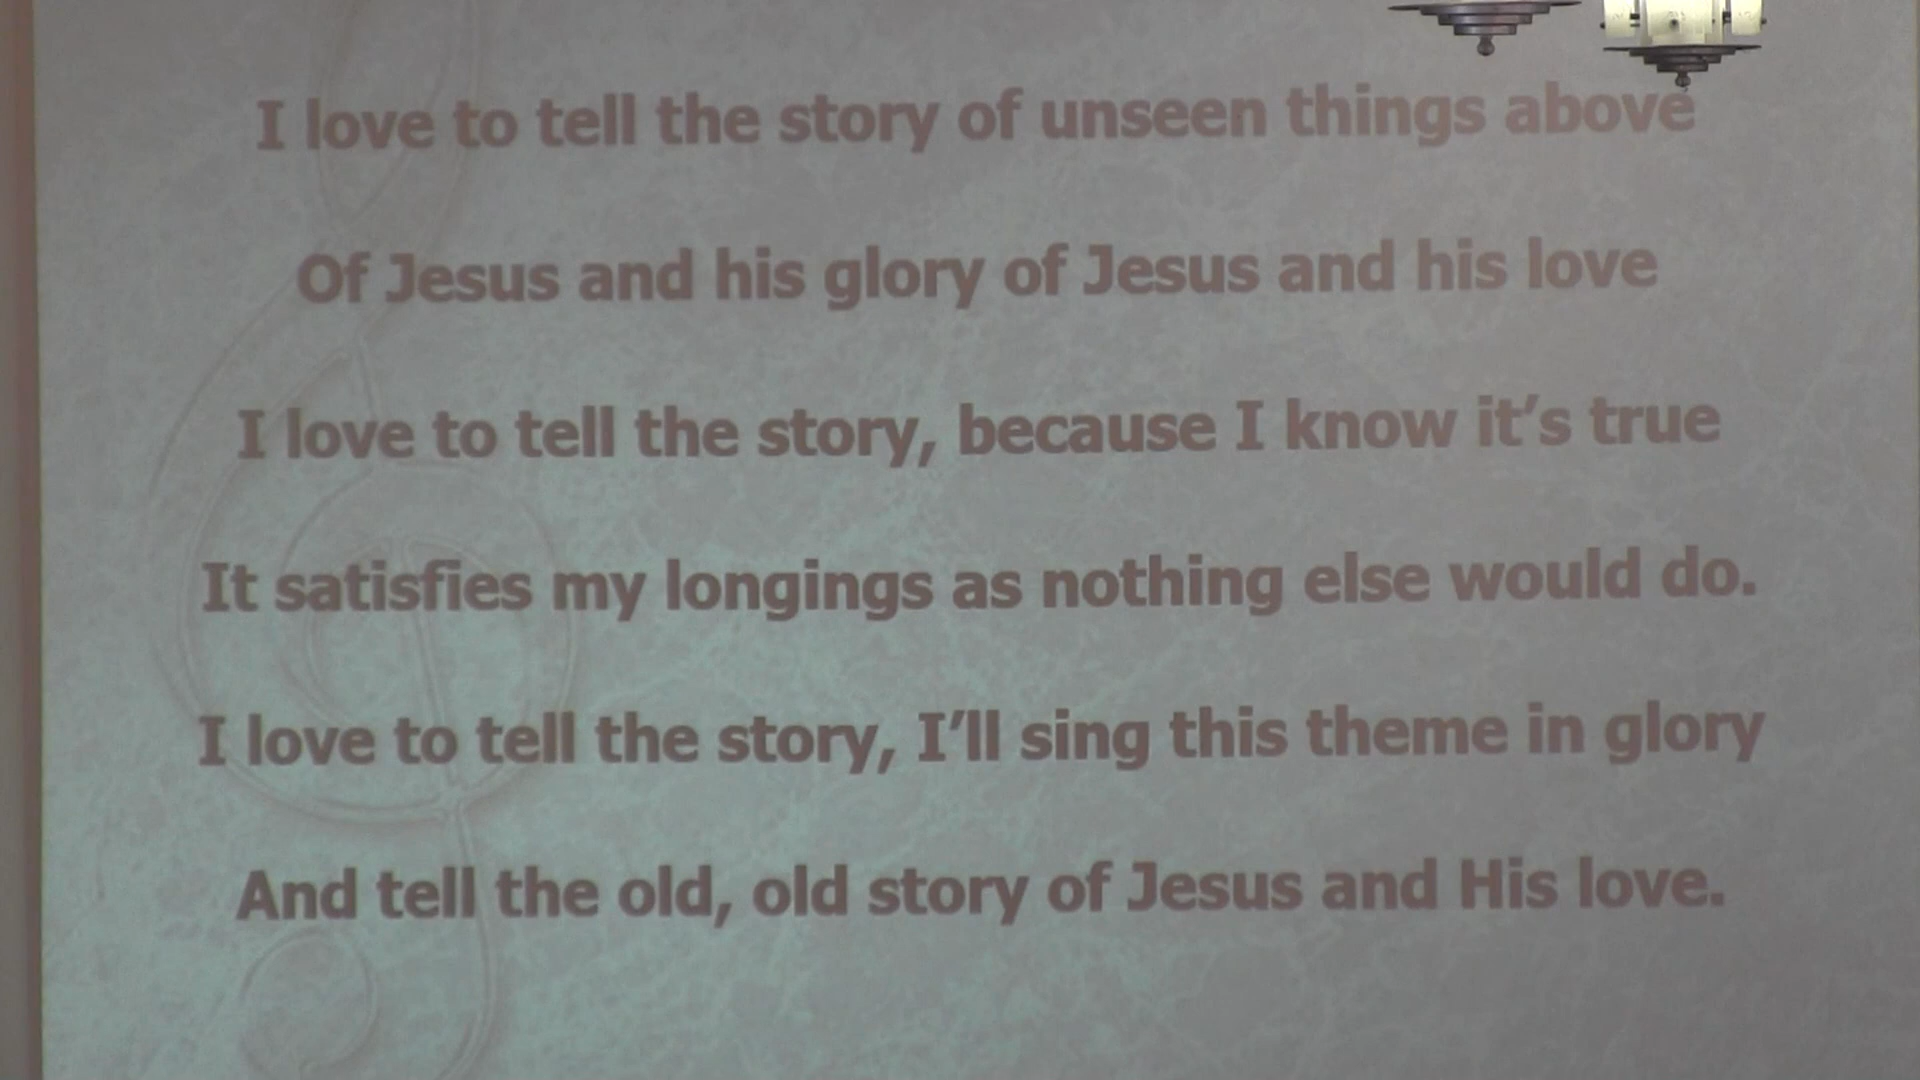 I love to tell the story of unseen things above
Of Jesus and his glory of Jesus and his love
I love to tell the story, because I know it’s true
It satisfies my longings as nothing else would do.
I love to tell the story, I’ll sing this theme in glory
And tell the old, old story of Jesus and His love.